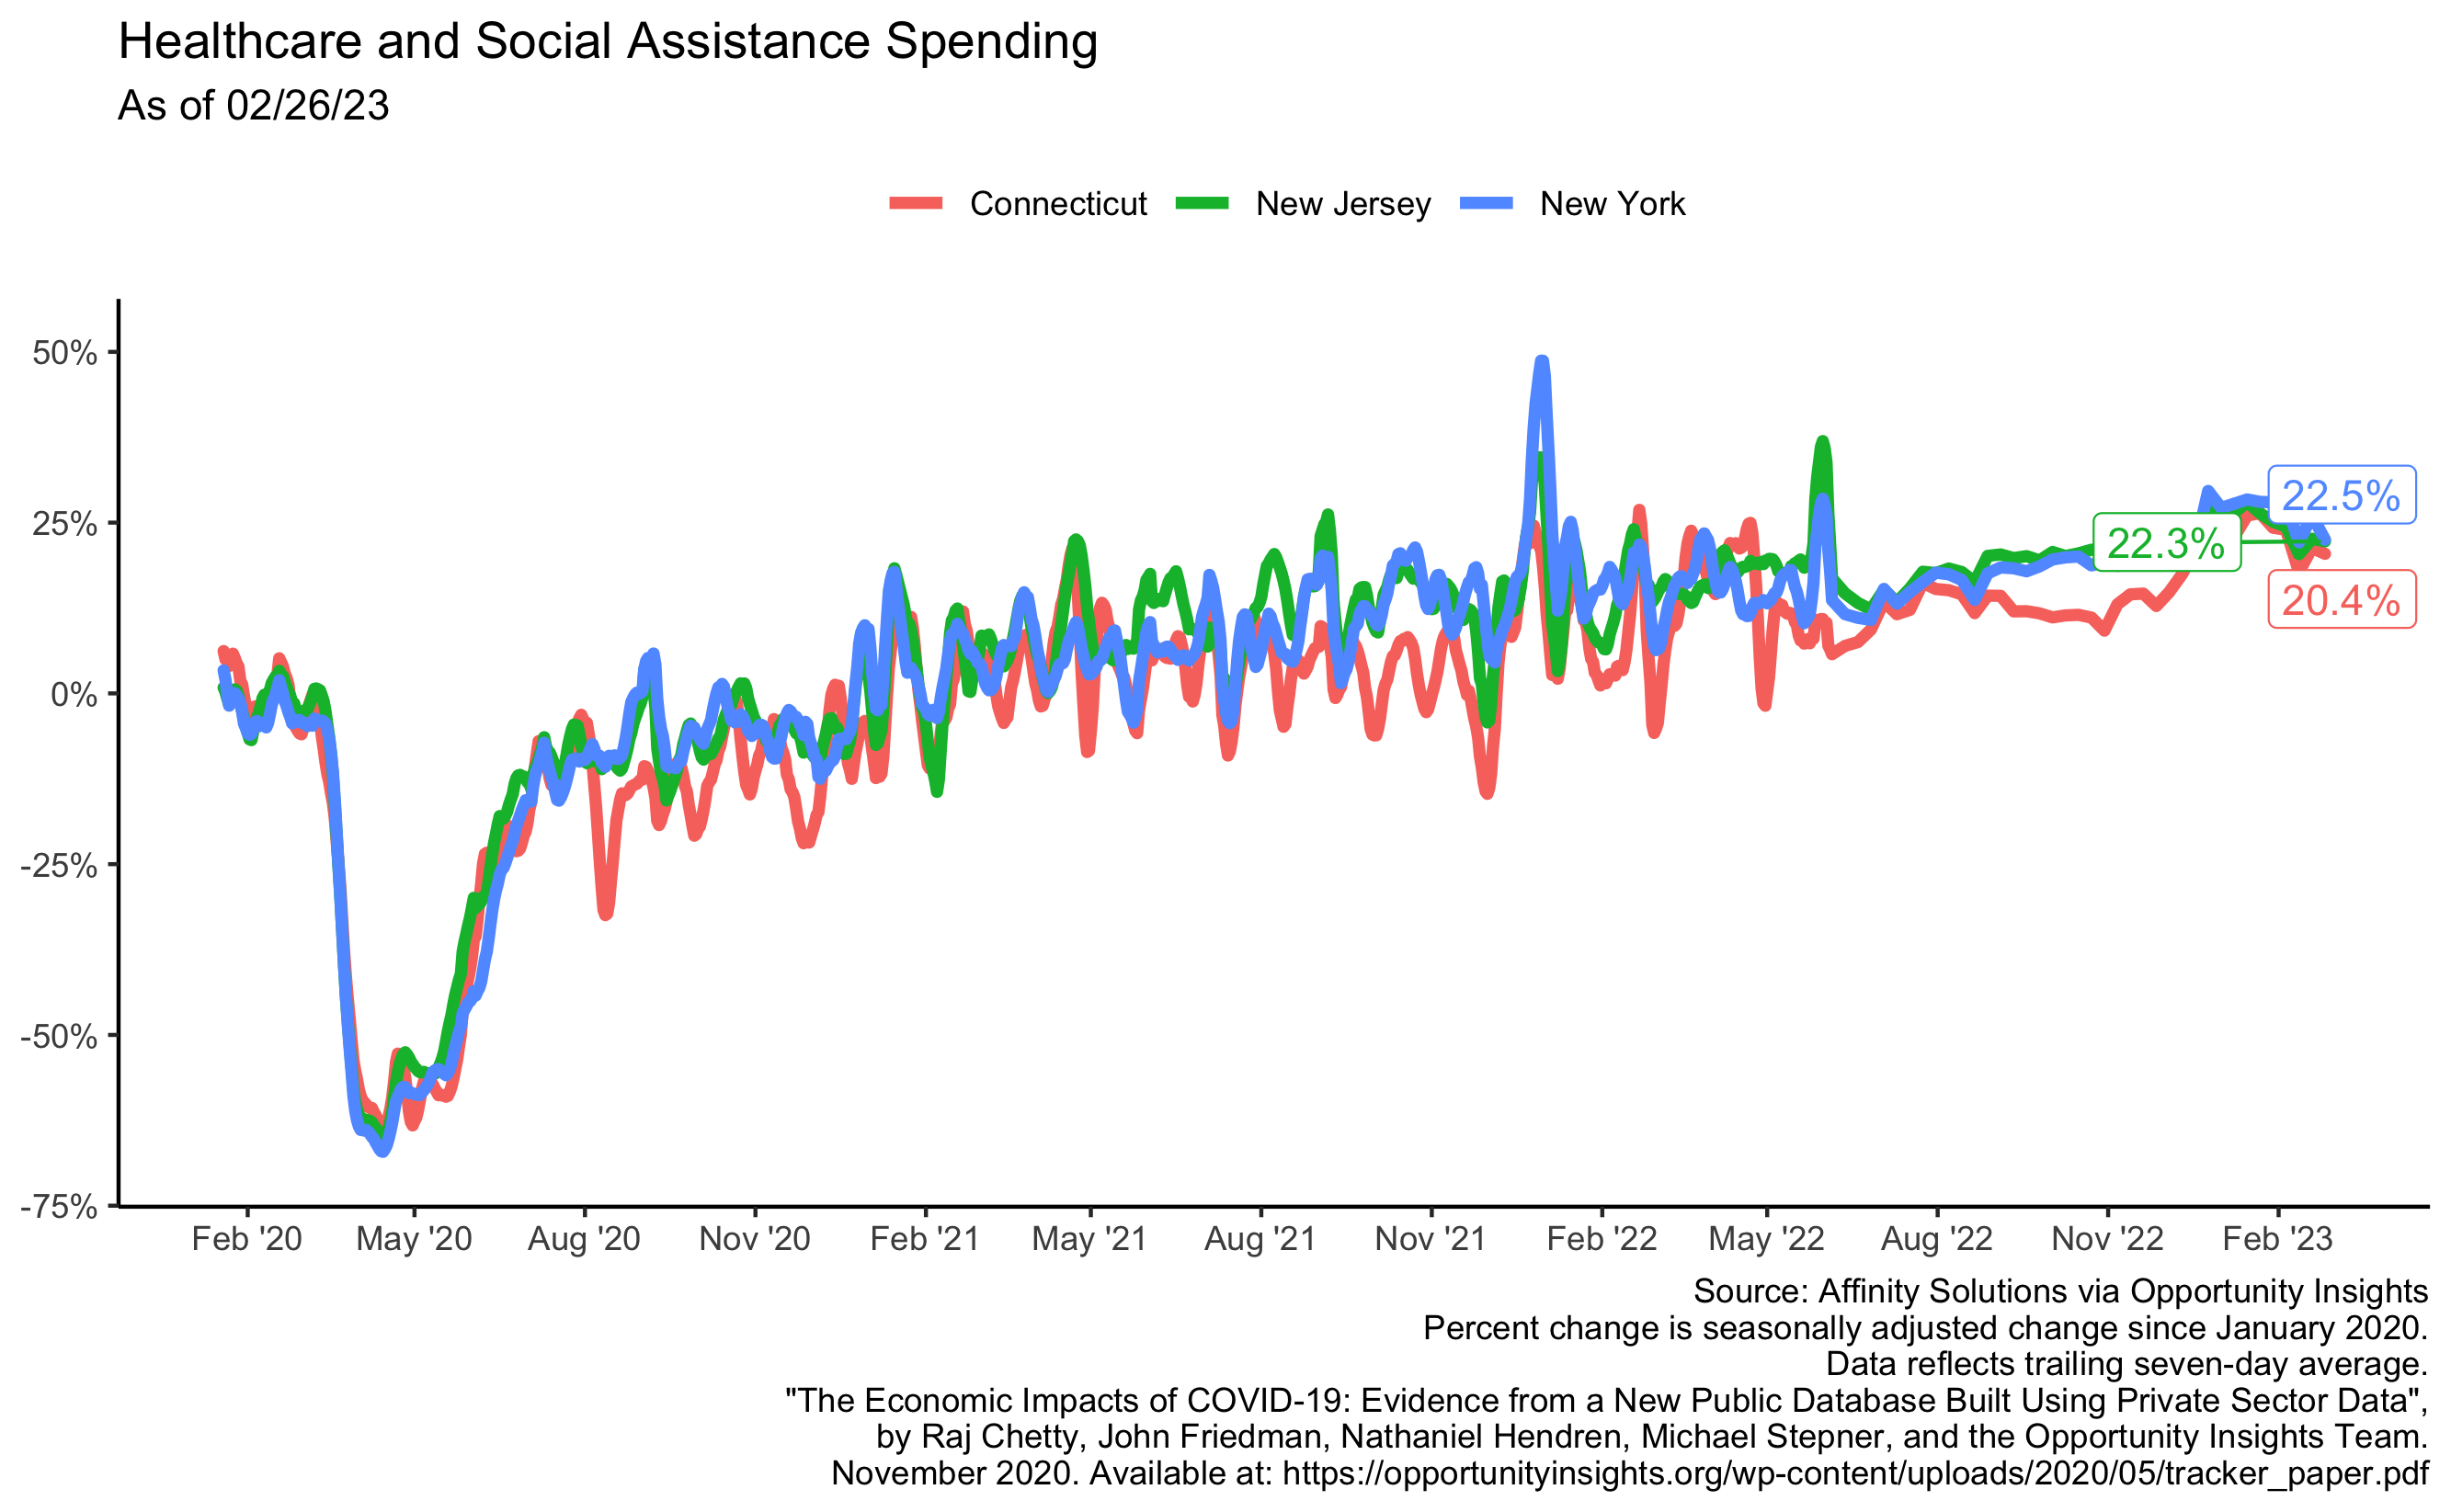 Healthcare and Social Assistance Spending
As of 02/26/23
Connecticut New Jersey New York
50%
25%
0%
-25%
-50%
-75%
22.5%
22.3%
20.4%
Feb '20 May '20 Aug '20 Nov '20 Feb '21 May '21 Aug '21 Nov '21 Feb '22 May '22 Aug '22 Nov '22 Feb '23
Source: Affinity Solutions via Opportunity Insights
Percent change is seasonally adjusted change since January 2020.
Data reflects trailing seven-day average.
"The Economic Impacts of COVID-19: Evidence from a New Public Database Built Using Private Sector Data",
by Raj Chetty, John Friedman, Nathaniel Hendren, Michael Stepner, and the Opportunity Insights Team.
November 2020. Available at: https://opportunityinsights.org/wp-content/uploads/2020/05/tracker_paper.pdf